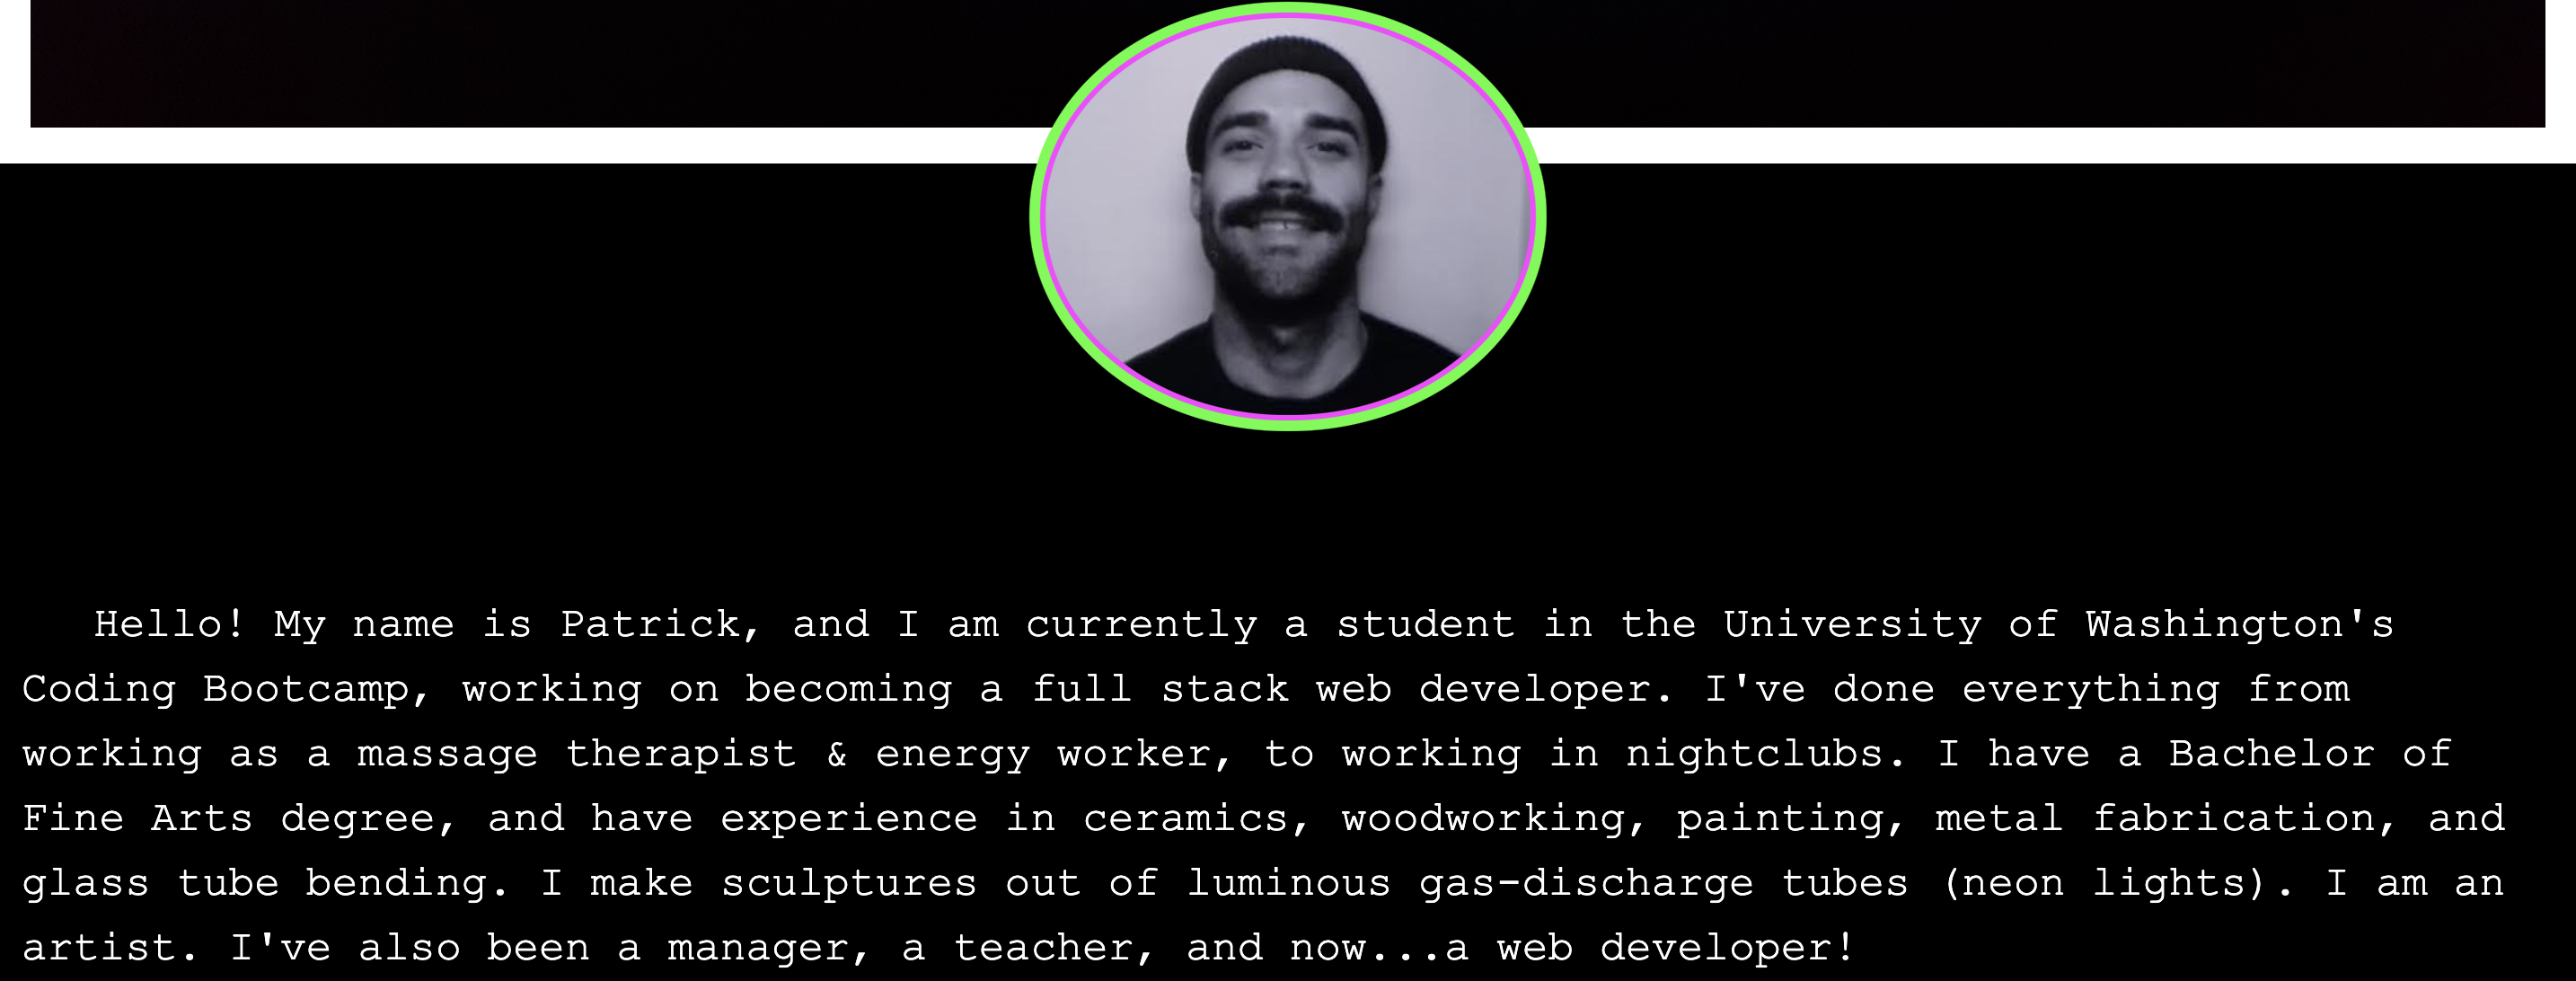 Hello! My name is Patrick, and I am currently a student in the University of Washington's
Coding Bootcamp, working on becoming a full stack web developer. I've done everything from
working as a massage therapist & energy worker, to working in nightclubs. I have a Bachelor of
Fine Arts degree, and have experience in ceramics, woodworking, painting, metal fabrication, and
glass tube bending. I make sculptures out of luminous gas-discharge tubes (neon lights). I am an
artist. I've also been a manager, a teacher, and now...a web developer!